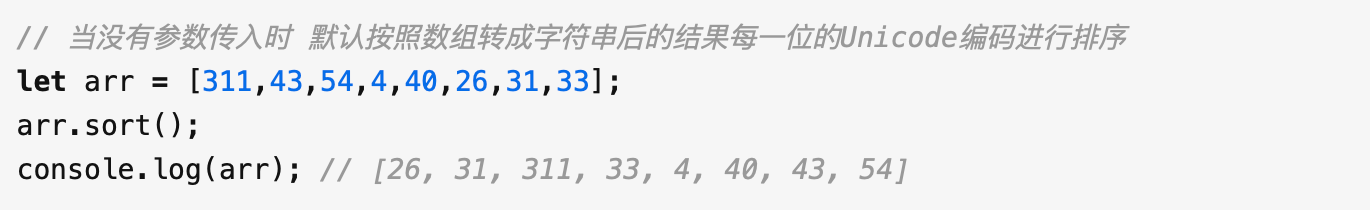 // 当没有参数传入时 默认按照数组转成字符串后的结果每一位的Unicode编码进行排序
let arr = [311,43,54,4,40,26,31,33];
arr.sort();
console.log(arr); // [26, 31, 311, 33, 4, 40, 43, 54]